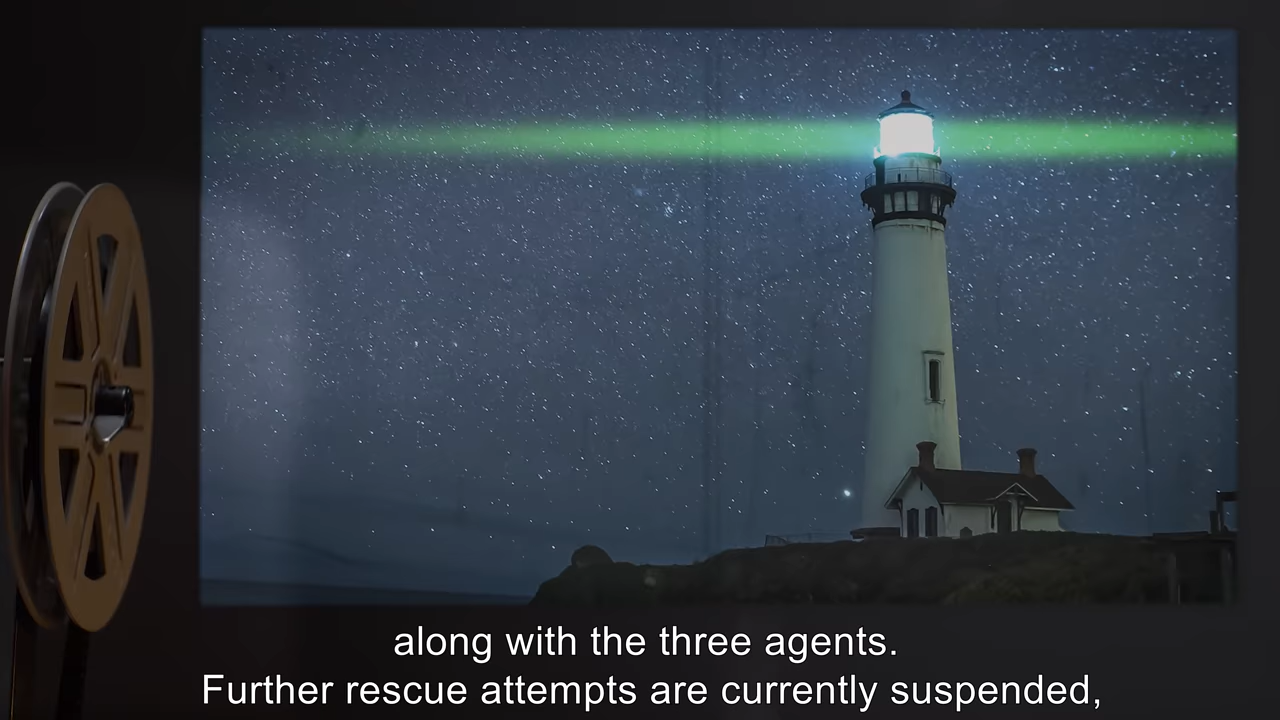 along with the three agents.
Further rescue attempts are currently suspended,